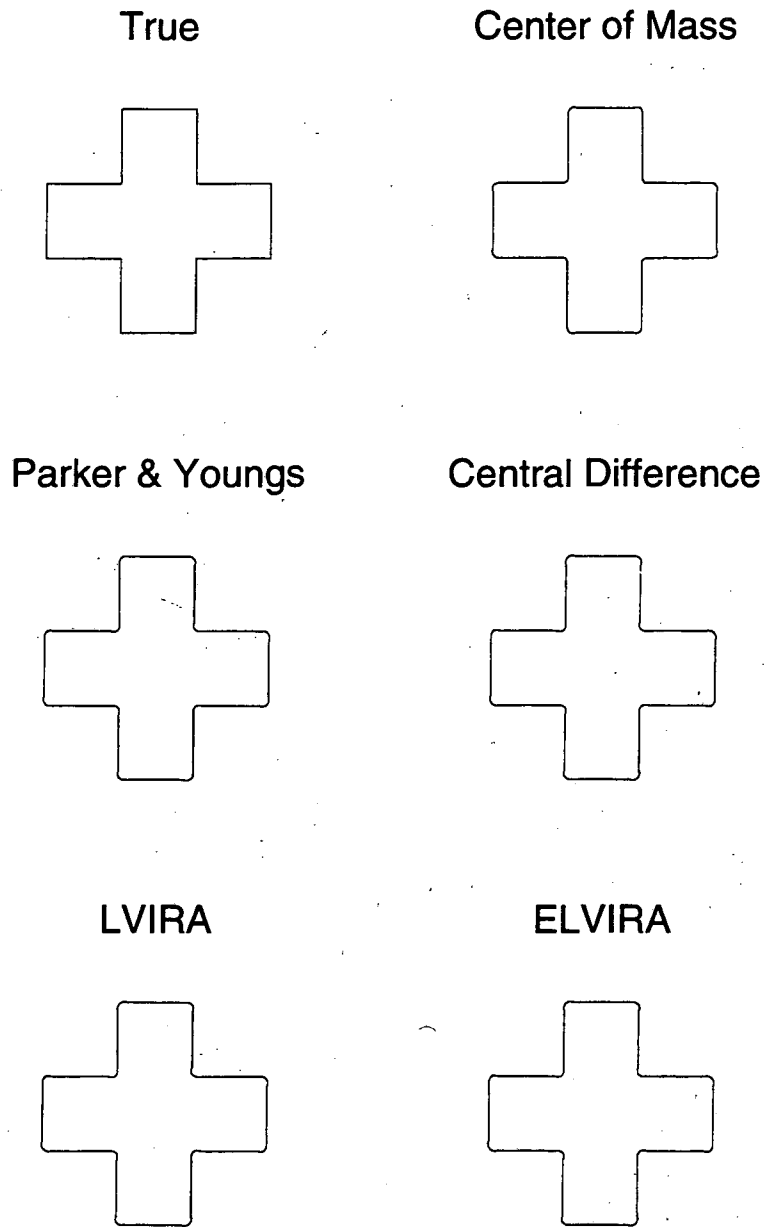 True
Center of Mass
Parker & Youngs
Central Difference
LVIRA
ELVIRA